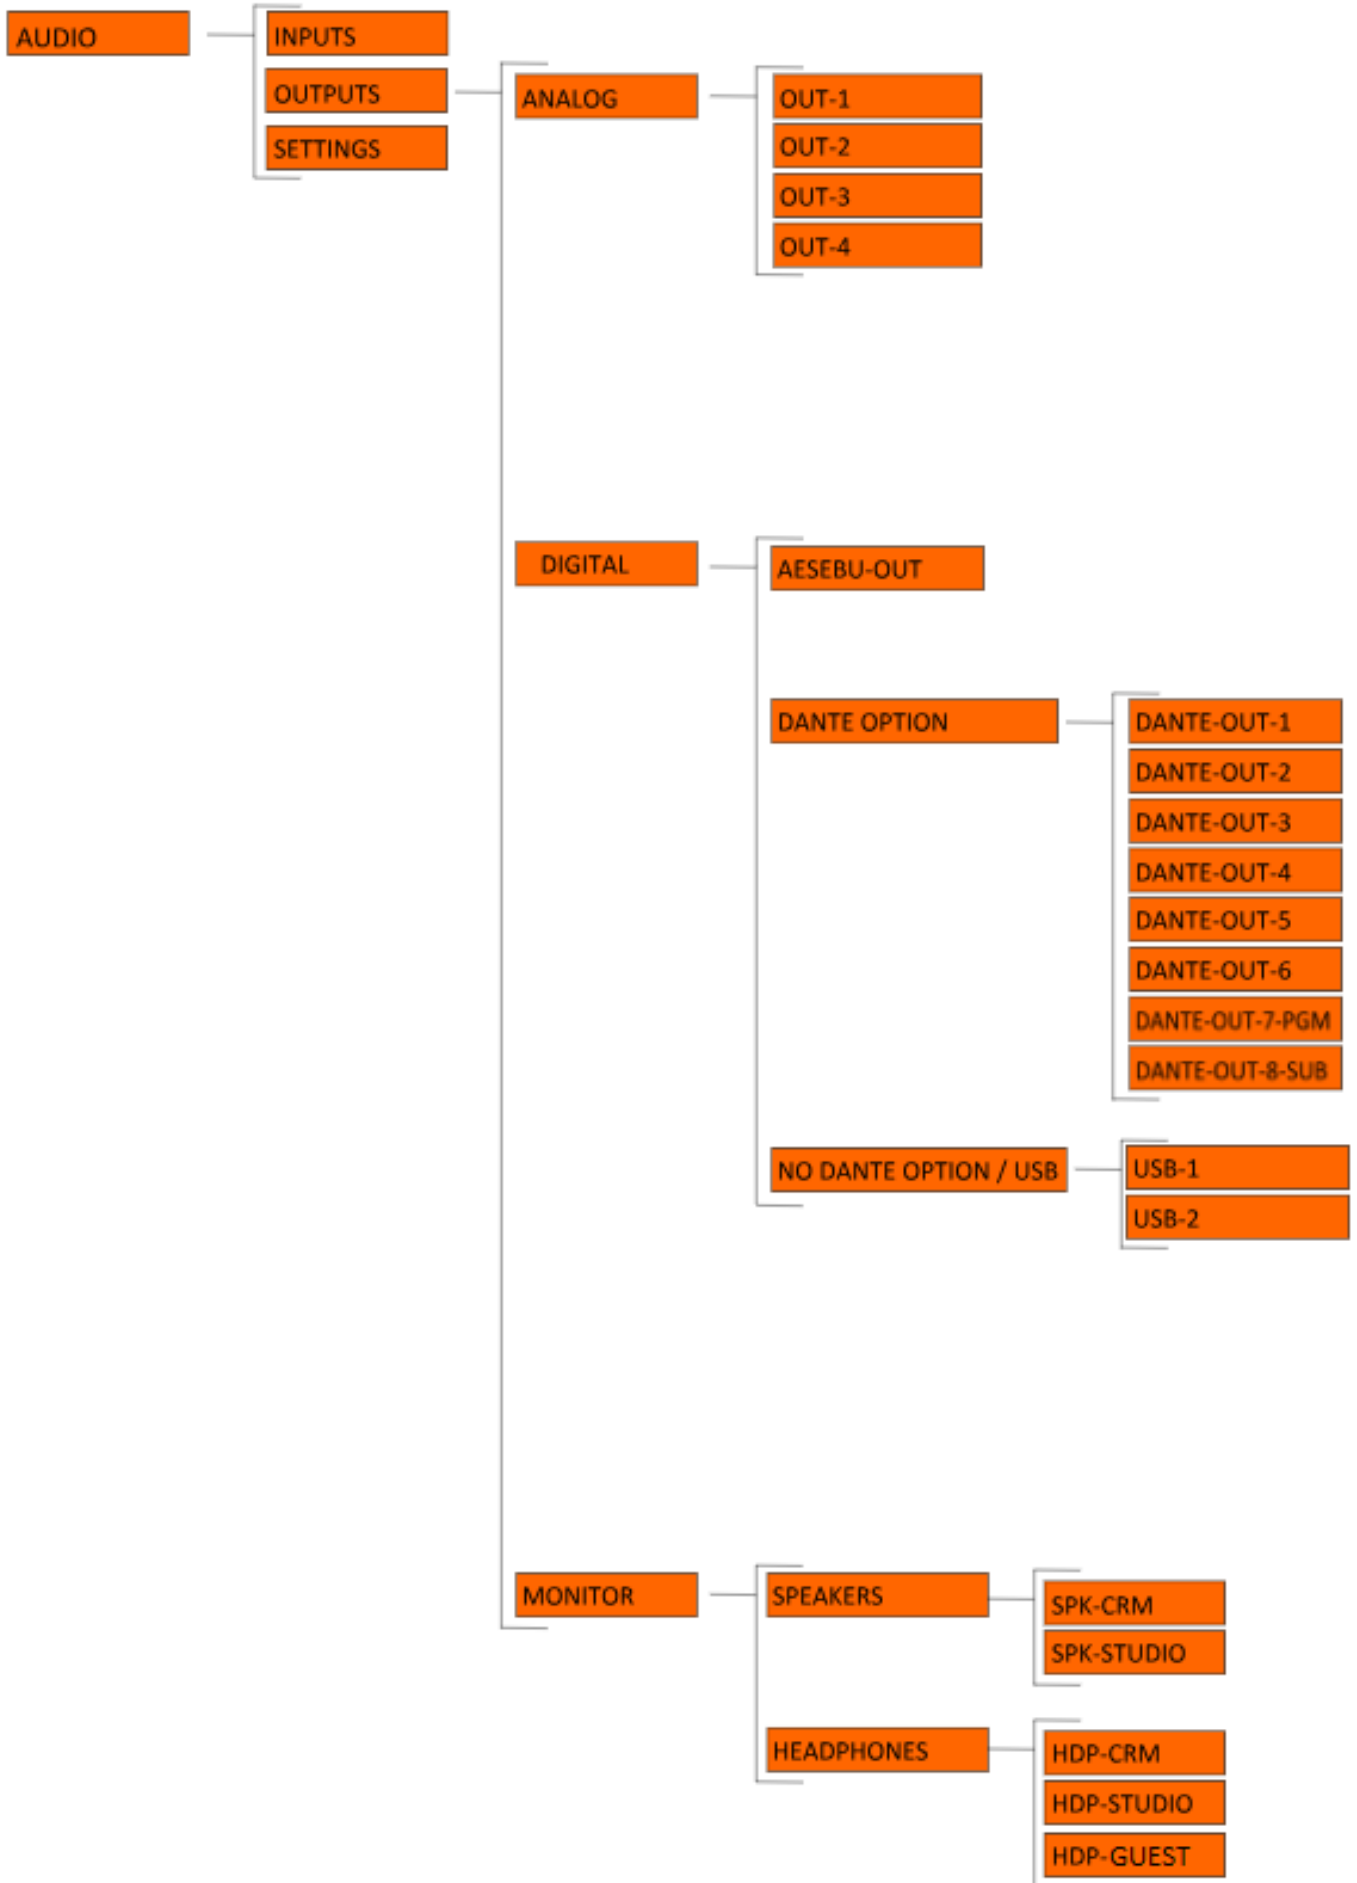 AUDIO
INPUTS
OUTPUTS
SETTINGS
ANALOG
OUT-1
OUT-2
OUT-3
OUT-4
DIGITAL
AESEBU-OUT
DANTE OPTION
DANTE-OUT-1
DANTE-OUT-2
DANTE-OUT-3
DANTE-OUT-4
DANTE-OUT-5
DANTE-OUT-6
DANTE-OUT-7-PGM
DANTE-OUT-8-SUB
NO DANTE OPTION / USB
USB-1
USB-2
MONITOR
SPEAKERS
SPK-CRM
SPK-STUDIO
HEADPHONES
HDP-CRM
HDP-STUDIO
HDP-GUEST